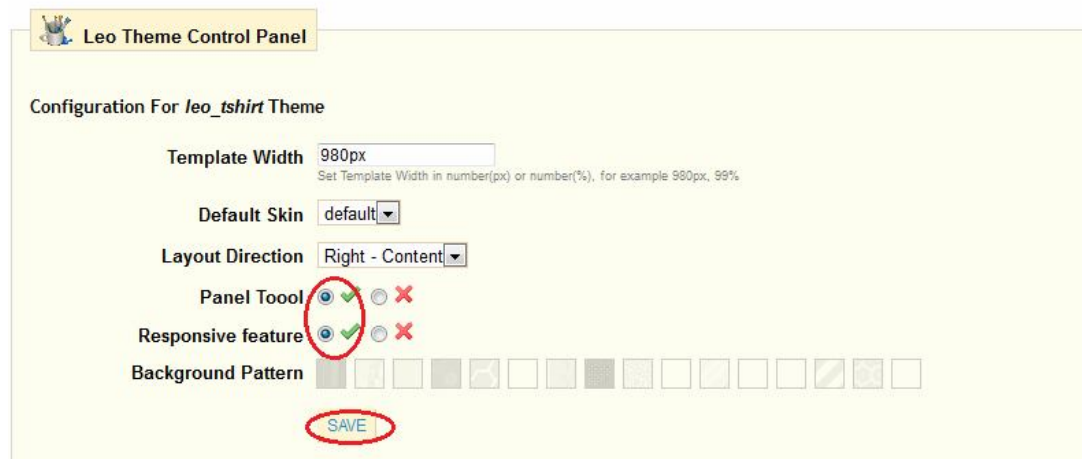 Leo Theme Control Panel
Configuration For leo_tshirt Theme
Template Width 980px
Set Template Width in number(px) or number(%), for example 980px, 99%
Default Skin default
Layout Direction Right - Content
Panel Toool
Responsive feature
Background Pattern
SAVE